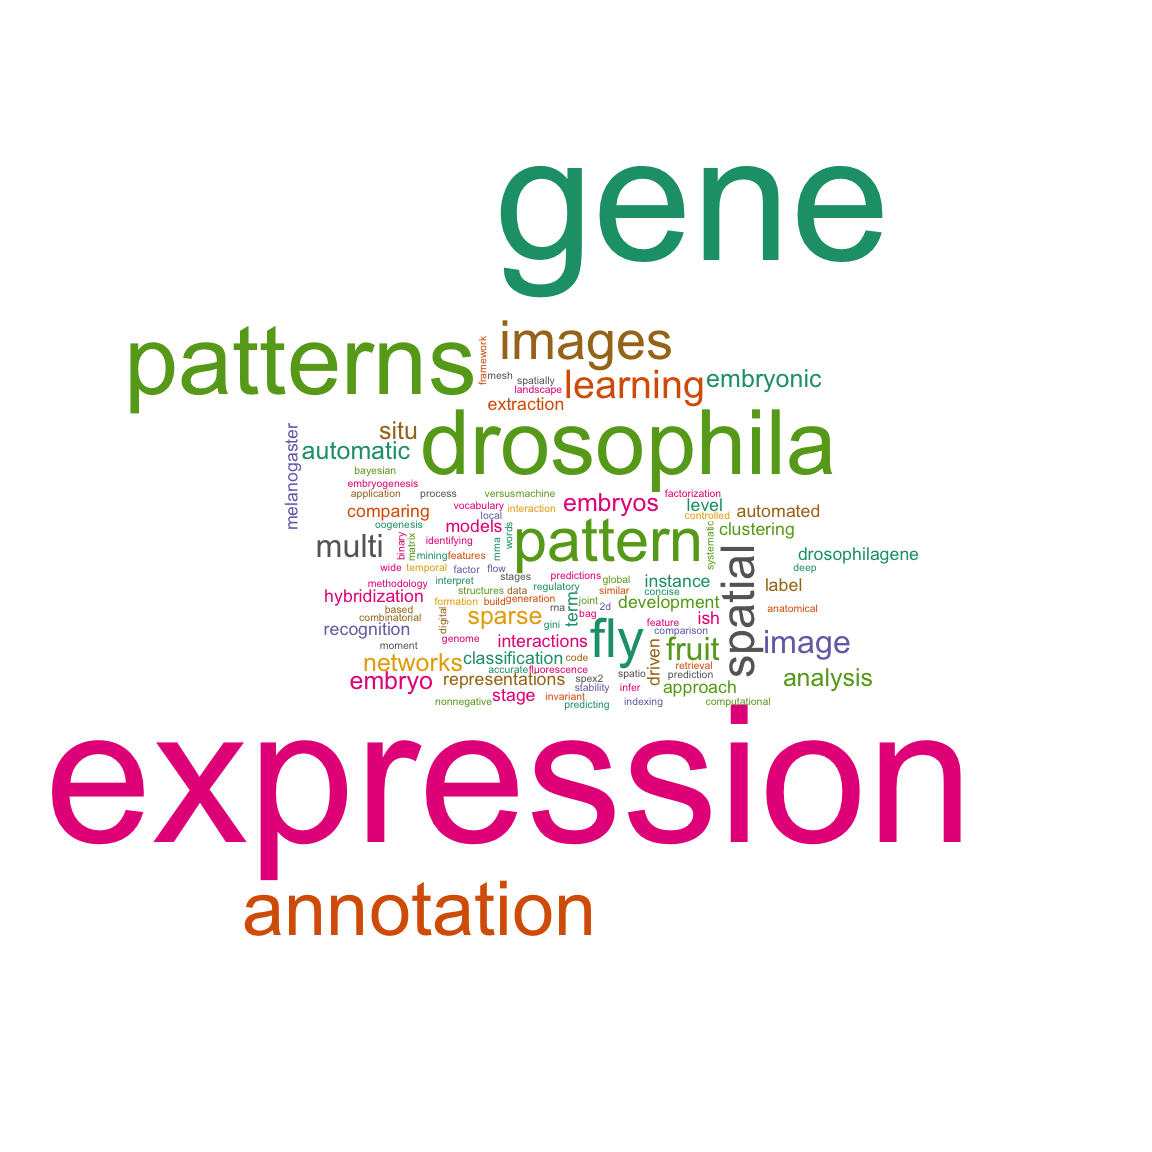 gene
patterns
images
framework
mesh
spatially
landscape
learning
embryonic
extraction
drosophila
situ
automatic
melanogaster
bayesian
embryogenesis
application
process
versusmachine
embryos
factorization
vocabulary
interaction
level
automated
comparing
local
controlled
oogenesis
models
words
pattern
systematic
clustering
multi
binary
matrix
identifying
mrna
mining
features
spatial
drosophilagene
wide
temporal
factor
flow
stages
predictions
global
instance
deep
label
methodology
interpret
structures
data
regulatory
similar
concise
hybridization
formation
build
generation
term
joint
development
based
combinatorial
digital
sparse
rna
bag
2d
anatomical
recognition
gini
fly
feature
ish
comparison
genome
interactions
moment
fruit
image
networks
classification
code
driven
retrieval
accurate
fluorescence
spatio
prediction
embryo
representations
spex2
analysis
stability
infer
approach
nonnegative
stage
invariant
predicting
indexing
computational
expression
annotation